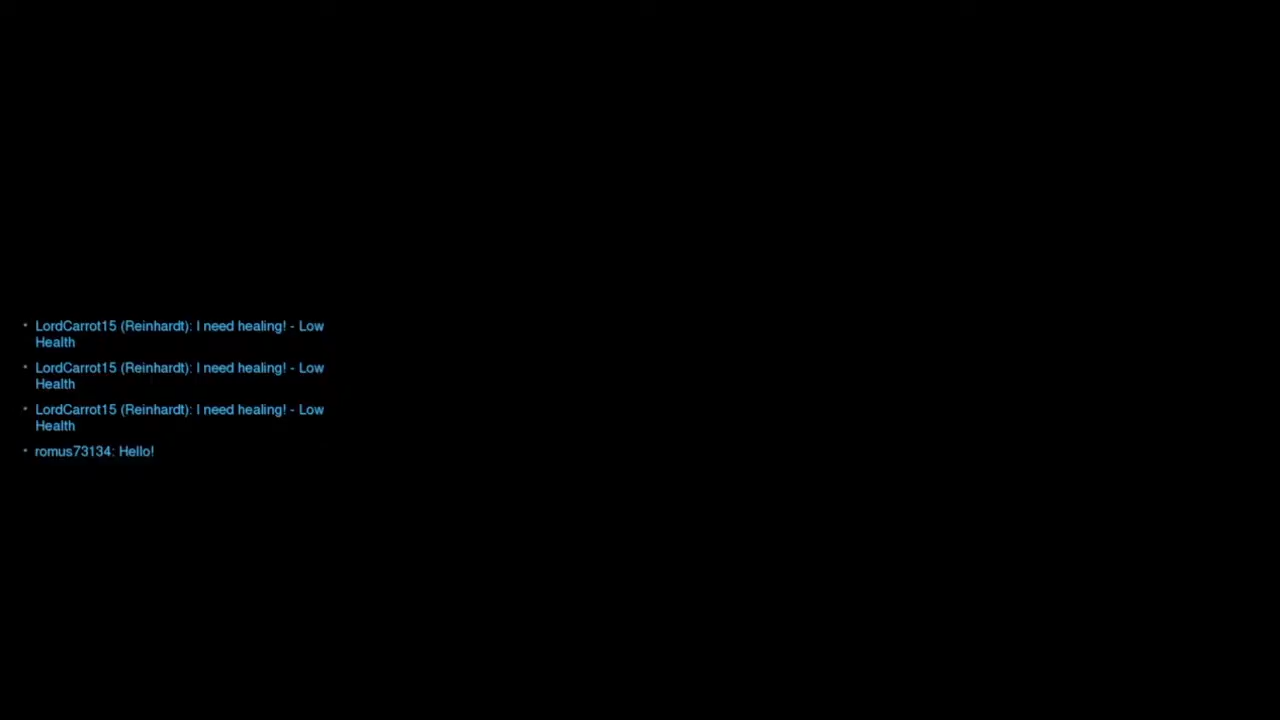 LordCarrot15 (Reinhardt): I need healing! - Low
Health
LordCarrot15 (Reinhardt): I need healing! - Low
Health
LordCarrot15 (Reinhardt): I need healing! - Low
Health
romus73134: Hello!